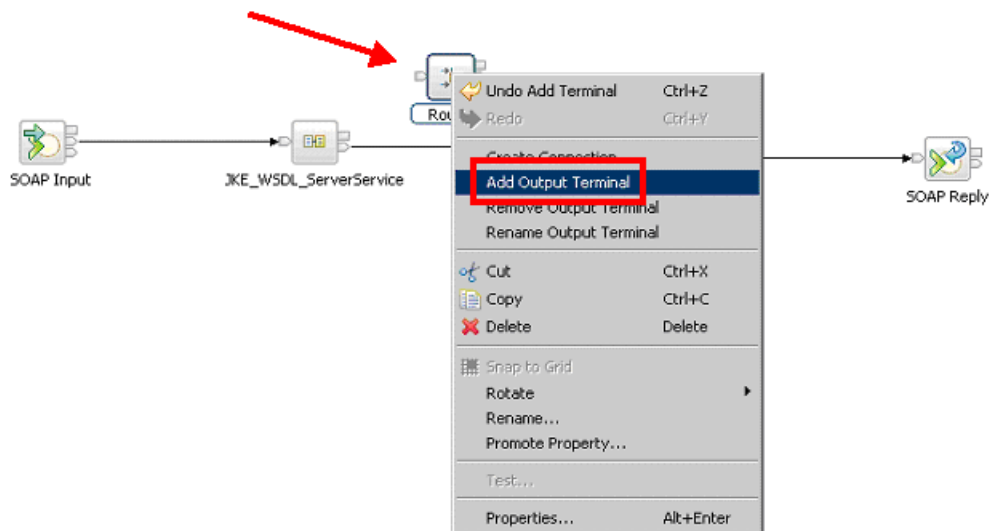 Undo Add Terminal Ctrl+Z
Rou
Redo Ctrl+Y
Create Connection
SOAP Input
JKE_WSDL_ServerService
Add Output Terminal
SOAP Reply
Remove Output Terminal
Rename Output Terminal
Cut Ctrl+X
Copy Ctrl+C
Delete Delete
Snap to Grid
Rotate
Rename...
Promote Property...
Test...
Properties... Alt+Enter